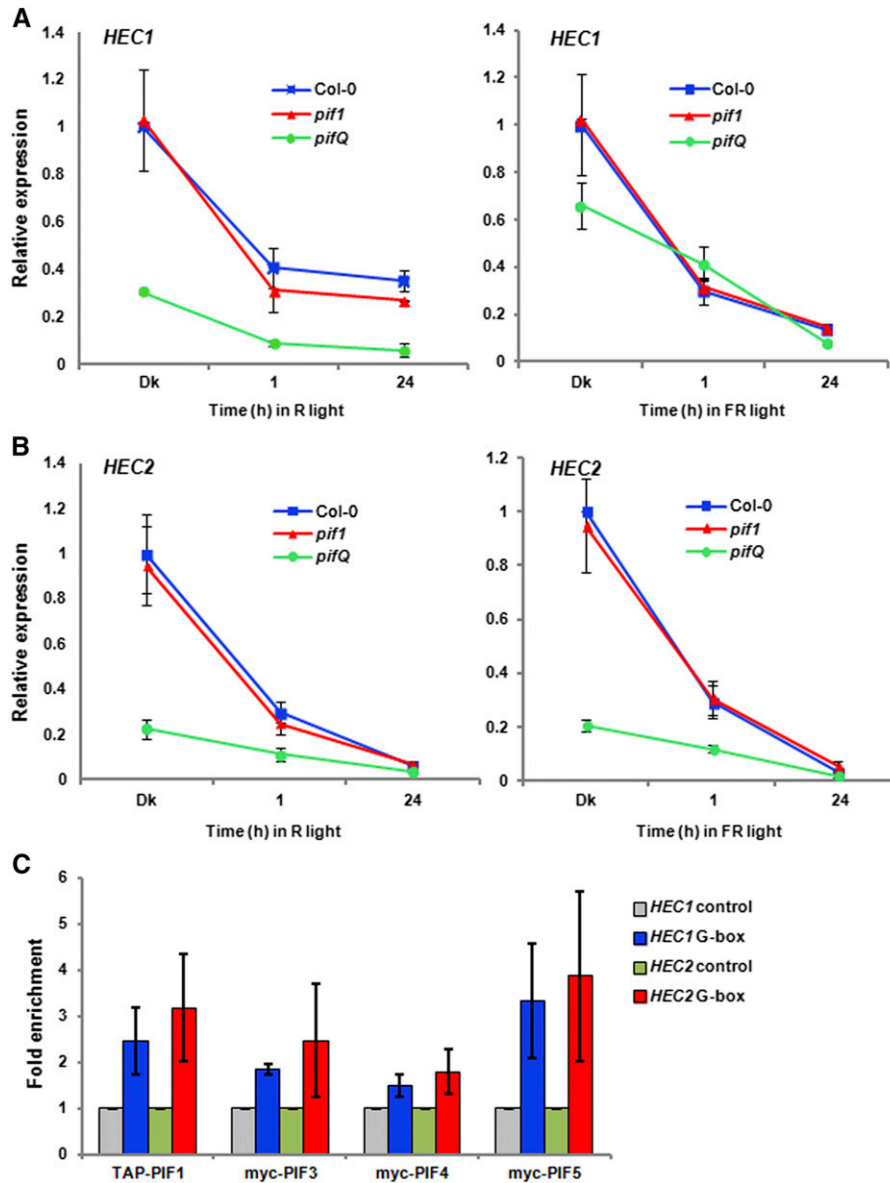 A
HEC1
Relative expression
1.4
1.2
1
0.8
0.6
0.4
0.2
0
Col-0
pif1
pifQ
Dk
1
24
Time (h) in R light
HEC1
1.4
1.2
1
0.8
0.6
0.4
0.2
0
Col-0
pif1
pifQ
Dk
1
24
Time (h) in FR light
B
HEC2
Relative expression
1.4
1.2
1
0.8
0.6
0.4
0.2
0
Col-0
pif1
pifQ
Dk
1
24
Time (h) in R light
HEC2
1.2
1
0.8
0.6
0.4
0.2
0
Col-0
pif1
pifQ
Dk
1
24
Time (h) in FR light
C
Fold enrichment
6
5
4
3
2
1
0
HEC1 control
HEC1 G-box
HEC2 control
HEC2 G-box
TAP-PIF1
myc-PIF3
myc-PIF4
myc-PIF5